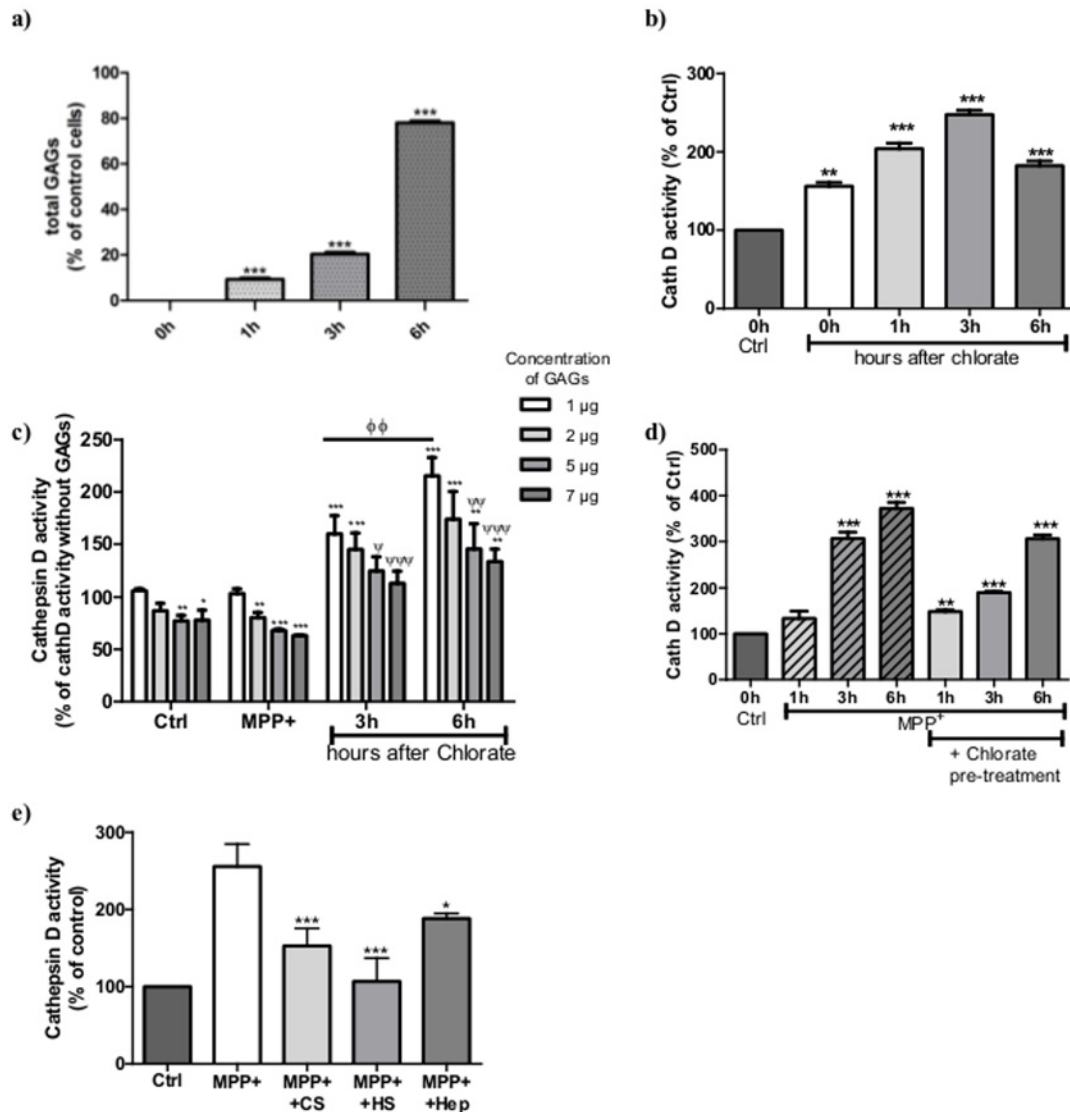 a)
total GAGs
(% of control cells)
100
80
60
40
20
0
***
***
***
0h
1h
3h
6h
b)
Cath D activity (% of Ctrl)
300
200
100
0
**
***
***
***
0h
Ctrl
0h
1h
3h
6h
hours after chlorate
Concentration
of GAGs
1 µg
2 µg
5 µg
7 µg
c)
Cathepsin D activity
(% of cathD activity without GAGs)
250
200
150
100
50
0
ϕϕ
**
*
**
***
***
***
***
ψ
ψψψ
***
***
ψψ
**
ψψψ
**
Ctrl
MPP+
3h
6h
hours after Chlorate
d)
Cath D activity (% of Ctrl)
500
400
300
200
100
0
***
***
**
***
***
0h
Ctrl
1h
3h
6h
1h
3h
6h
MPP+
+ Chlorate
pre-treatment
e)
Cathepsin D activity
(% of control)
300
200
100
0
***
***
*
Ctrl
MPP+
MPP+
+CS
MPP+
+HS
MPP+
+Hep